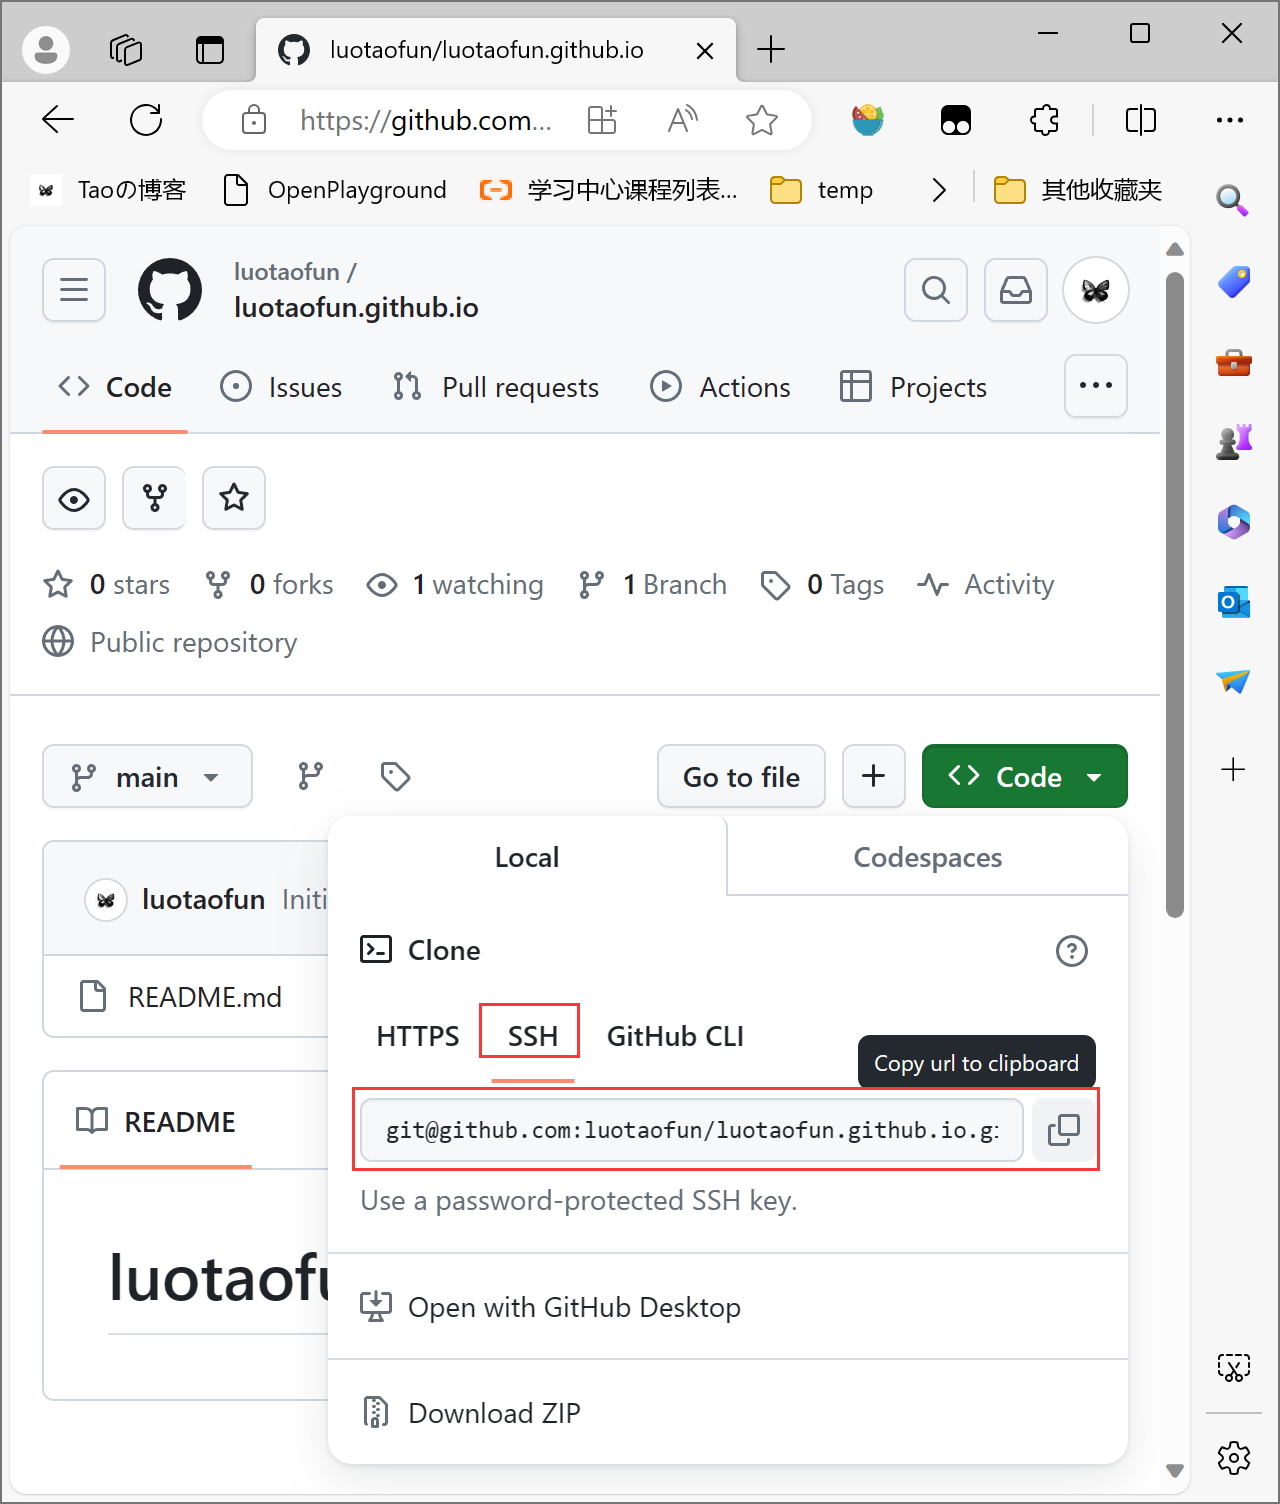 luotaofun/luotaofun.github.io
https://github.com...
Taoの博客 OpenPlayground 学习中心课程列表... temp 其他收藏夹
luotaofun /
luotaofun.github.io
Code Issues Pull requests Actions Projects
0 stars 0 forks 1 watching 1 Branch 0 Tags Activity
Public repository
main Go to file Code
Local Codespaces
luotaofun Initi
Clone
README.md
HTTPS SSH GitHub CLI
Copy url to clipboard
README
git@github.com:luotaofun/luotaofun.github.io.gi
Use a password-protected SSH key.
luotaofu
Open with GitHub Desktop
Download ZIP